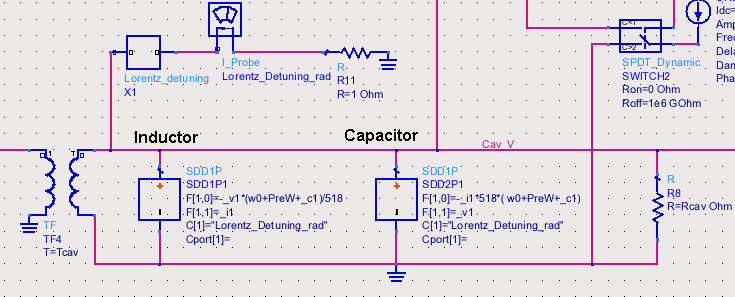 Idc=
Amp
Freq
Dela
Dam
Pha
C<1
C>2
SPDT_Dynamic
SWITCH2
Ron=0 Ohm
Roff=1e6 GOhm
Lorentz_detuning
X1
I_Probe
Lorentz_Detuning_rad
R
R11
R=1 Ohm
Inductor
Capacitor
Cav_V
TF
TF4
T=Tcav
SDD1P
SDD1P1
F[1,0]=-_v1*(w0+PreW+_c1)/518
F[1,1]=_i1
C[1]="Lorentz_Detuning_rad"
Cport[1]=
SDD1P
SDD2P1
F[1,0]=-_i1*518*( w0+PreW+_c1)
F[1,1]=_v1
C[1]="Lorentz_Detuning_rad"
Cport[1]=
R
R8
R=Rcav Ohm